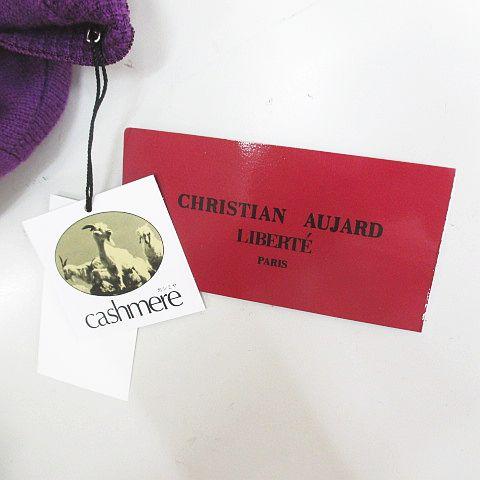 CHRISTIAN AUJARD
LIBERTÉ
PARIS
カシミヤ
cashmere